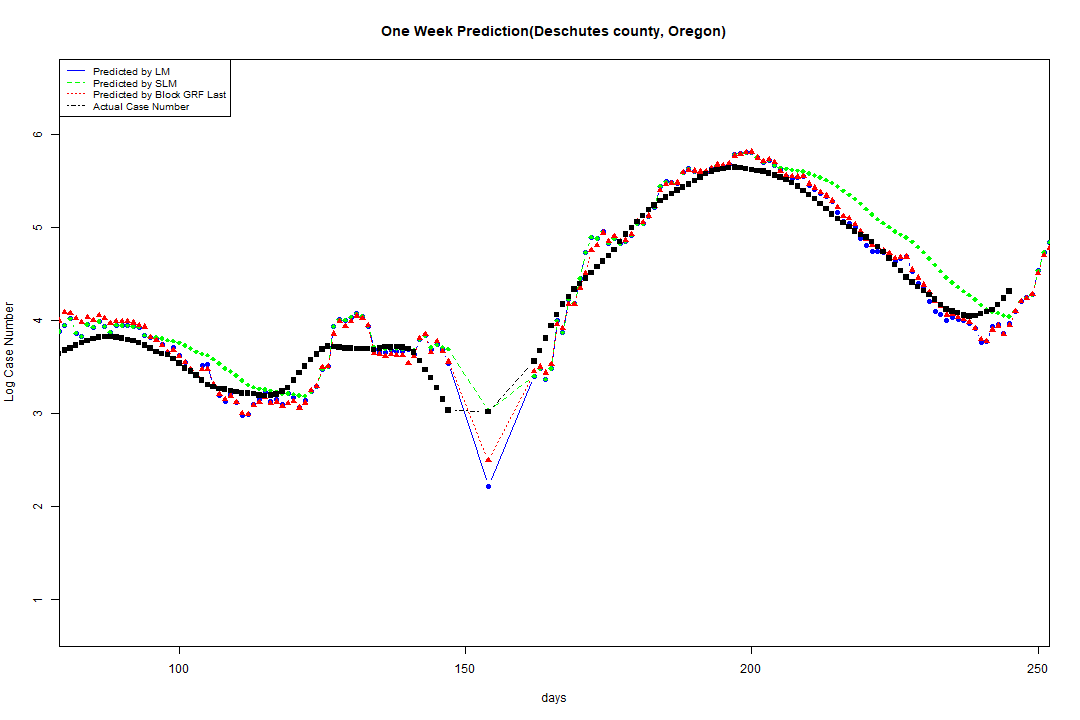 One Week Prediction(Deschutes county, Oregon)
Predicted by LM
Predicted by SLM
Predicted by Block GRF Last
Actual Case Number
Log Case Number
6
5
4
3
2
1
100
150
200
250
days